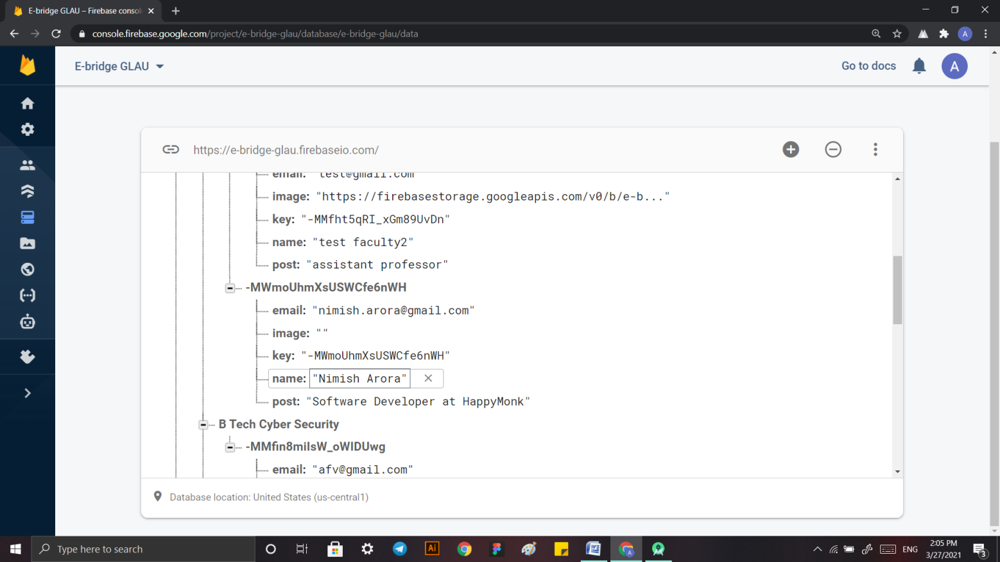 E-bridge GLAU – Firebase consol
console.firebase.google.com/project/e-bridge-glau/database/e-bridge-glau/data
A
E-bridge GLAU
Go to docs
A
https://e-bridge-glau.firebaseio.com/
email: "test@gmail.com"
image: "https://firebasestorage.googleapis.com/v0/b/e-b..."
key: "-MMfht5qRI_xGm89UvDn"
name: "test faculty2"
post: "assistant professor"
-MWmoUhmXsUSWCfe6nWH
email: "nimish.arora@gmail.com"
image: ""
key: "-MWmoUhmXsUSWCfe6nWH"
name: "Nimish Arora"
post: "Software Developer at HappyMonk"
B Tech Cyber Security
-MMfin8miIsW_oWIDUwg
email: "afv@gmail.com"
Database location: United States (us-central1)
Type here to search
Ai
A
ENG
2:05 PM
3/27/2021
3